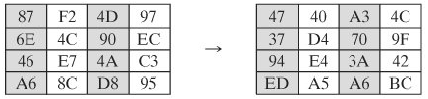 87 F2 4D 97 47 40 A3 4C
6E 4C 90 EC 37 D4 70 9F
→
46 E7 4A C3 94 E4 3A 42
A6 8C D8 95 ED A5 A6 BC